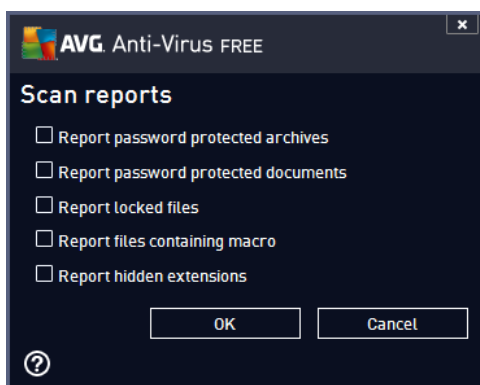 AVG. Anti-Virus FREE
Scan reports
Report password protected archives
Report password protected documents
Report locked files
Report files containing macro
Report hidden extensions
OK
Cancel